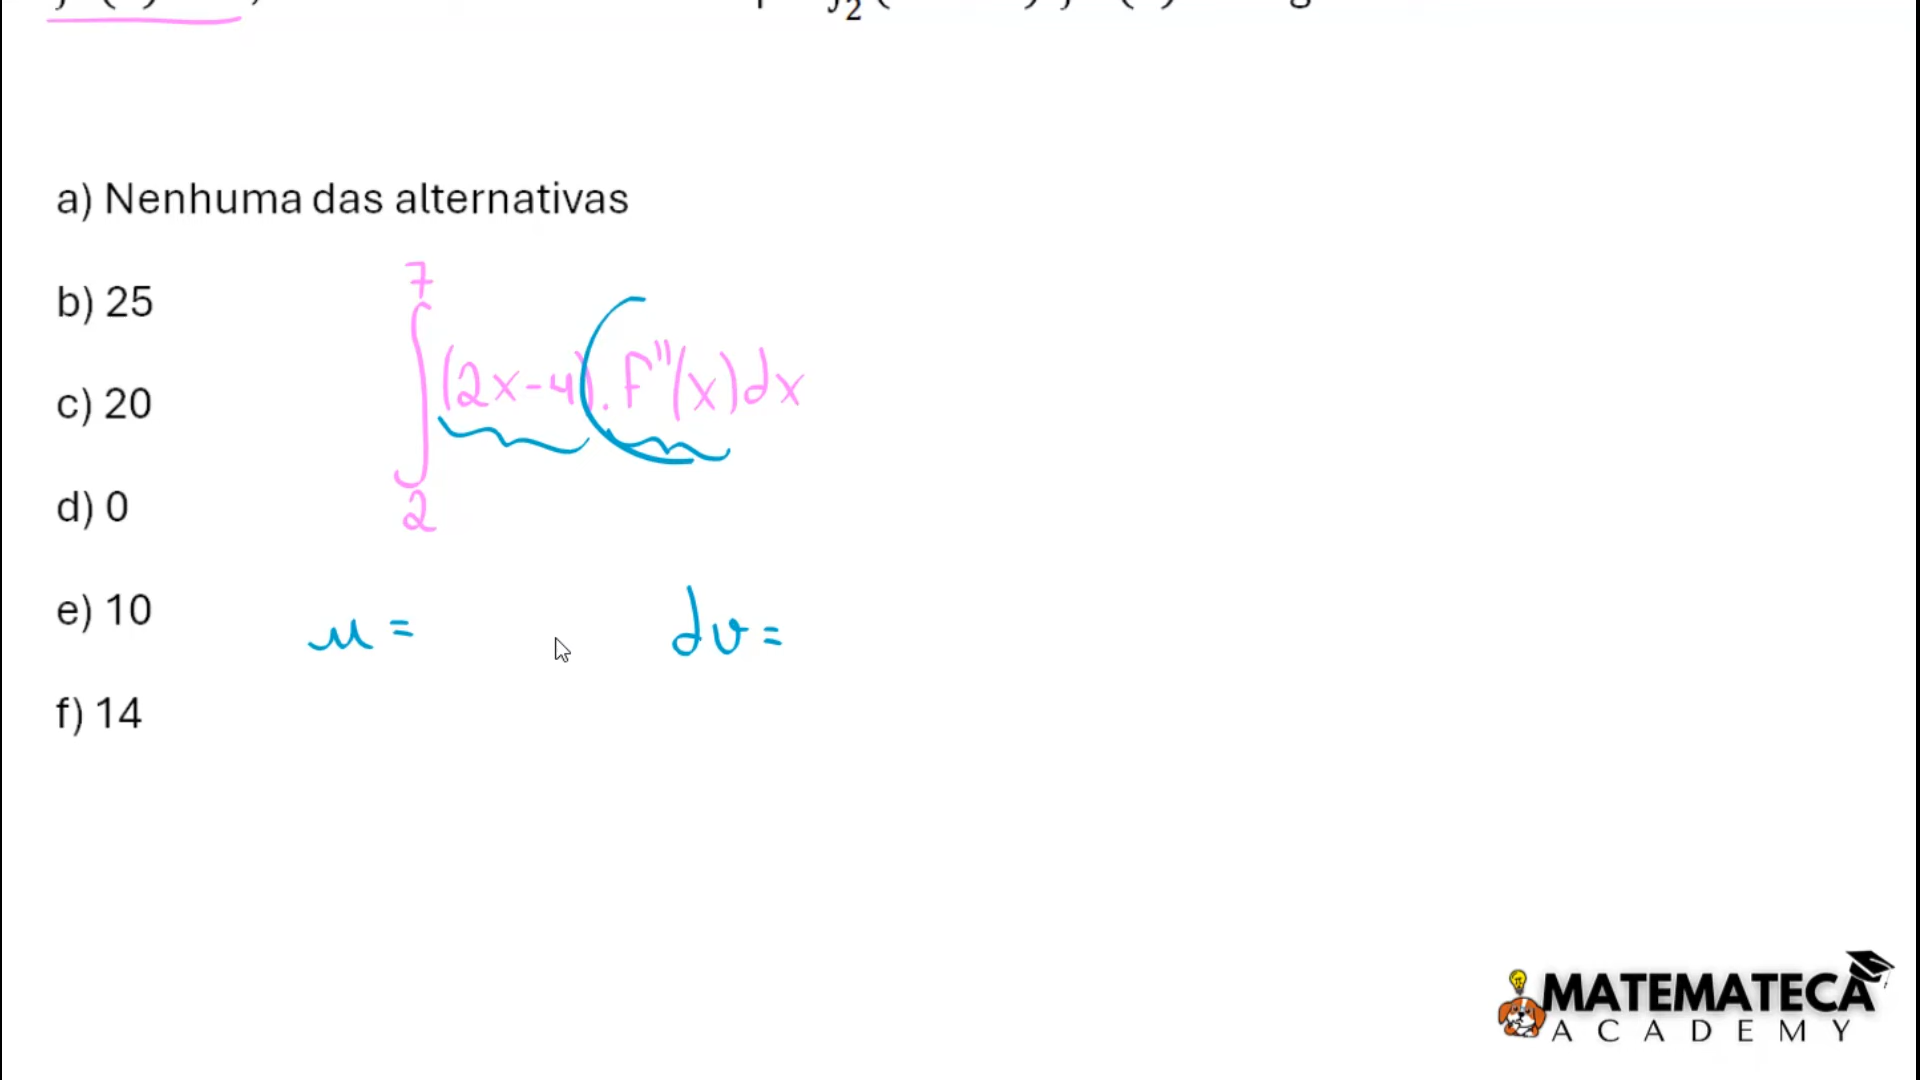 a) Nenhuma das alternativas
b) 25
c) 20
d) 0
e) 10
f) 14
7
∫(2x-4).f''(x)dx
2
u =
dv =
MATEMATECA
ACADEMY